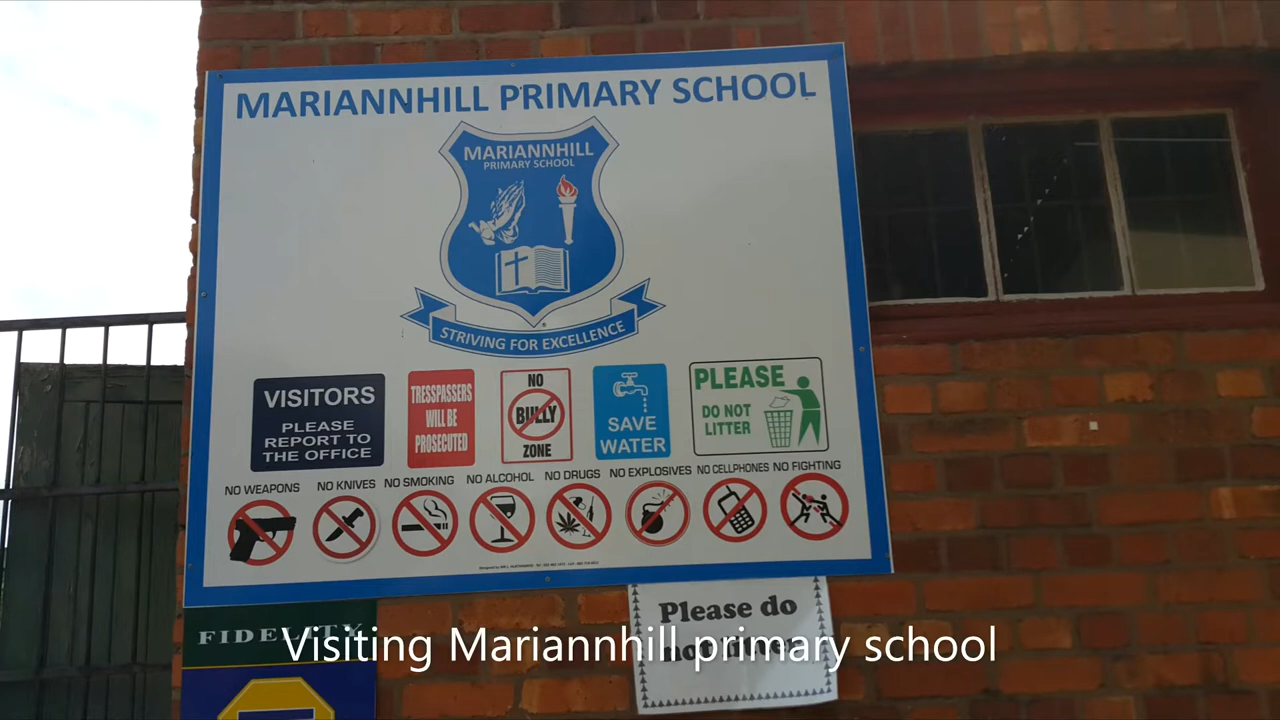 MARIANNHILL PRIMARY SCHOOL
MARIANNHILL
PRIMARY SCHOOL
STRIVING FOR EXCELLENCE
VISITORS
PLEASE
REPORT TO
THE OFFICE
TRESSPASSERS
WILL BE
PROSECUTED
NO
BULLY
ZONE
SAVE
WATER
PLEASE
DO NOT
LITTER
NO WEAPONS
NO KNIVES
NO SMOKING
NO ALCOHOL
NO DRUGS
NO EXPLOSIVES
NO CELLPHONES
NO FIGHTING
Please do
not litter
FIDELITY
Visiting Mariannhill primary school